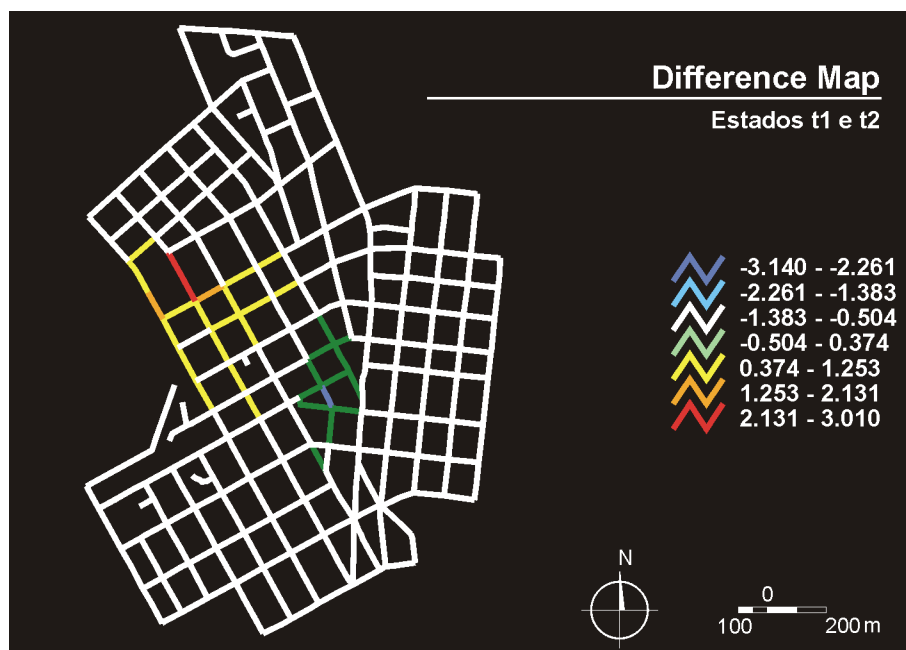 Difference Map
Estados t1 e t2
-3.140 - -2.261
-2.261 - -1.383
-1.383 - -0.504
-0.504 - 0.374
0.374 - 1.253
1.253 - 2.131
2.131 - 3.010
N
0
100 200 m